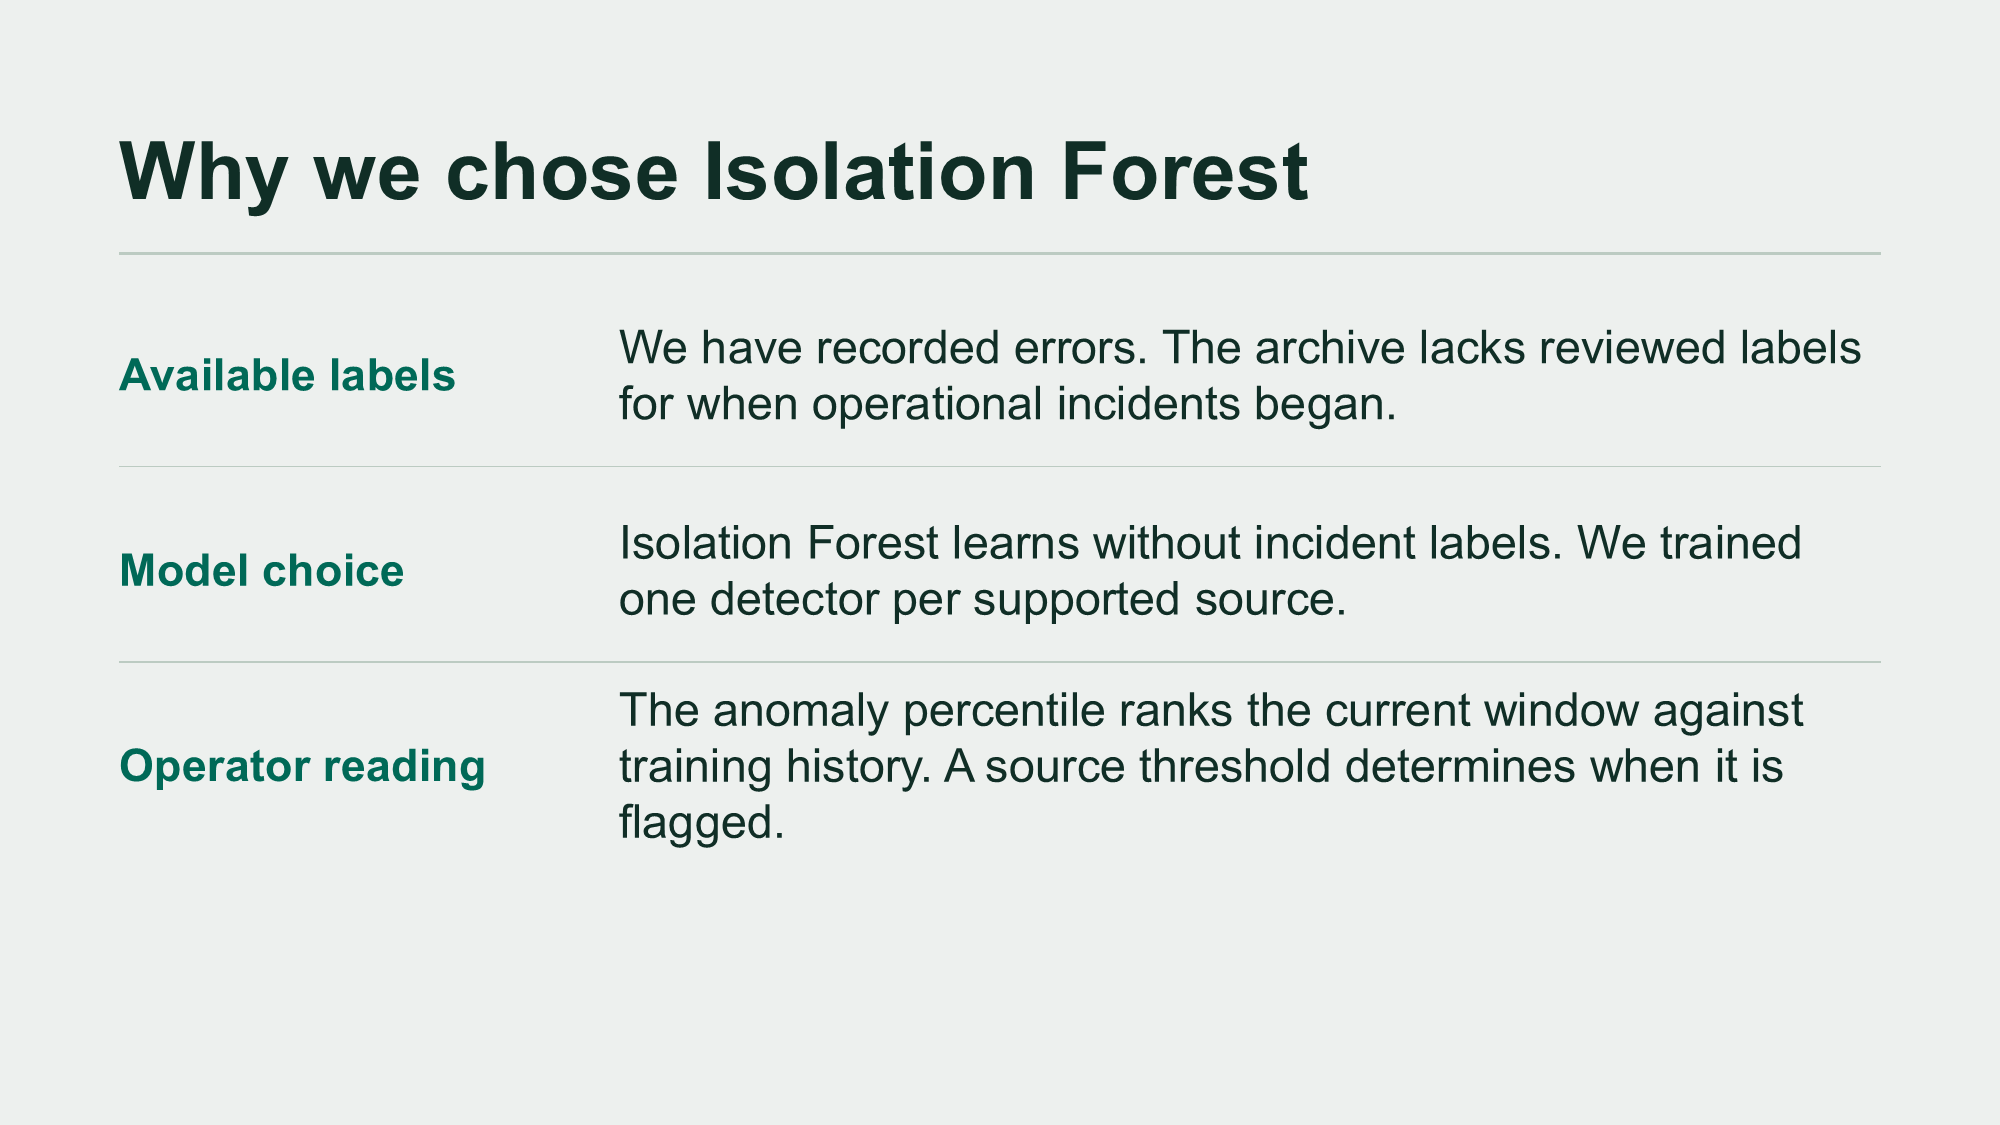 Why we chose Isolation Forest
Available labels
We have recorded errors. The archive lacks reviewed labels
for when operational incidents began.
Model choice
Isolation Forest learns without incident labels. We trained
one detector per supported source.
Operator reading
The anomaly percentile ranks the current window against
training history. A source threshold determines when it is
flagged.